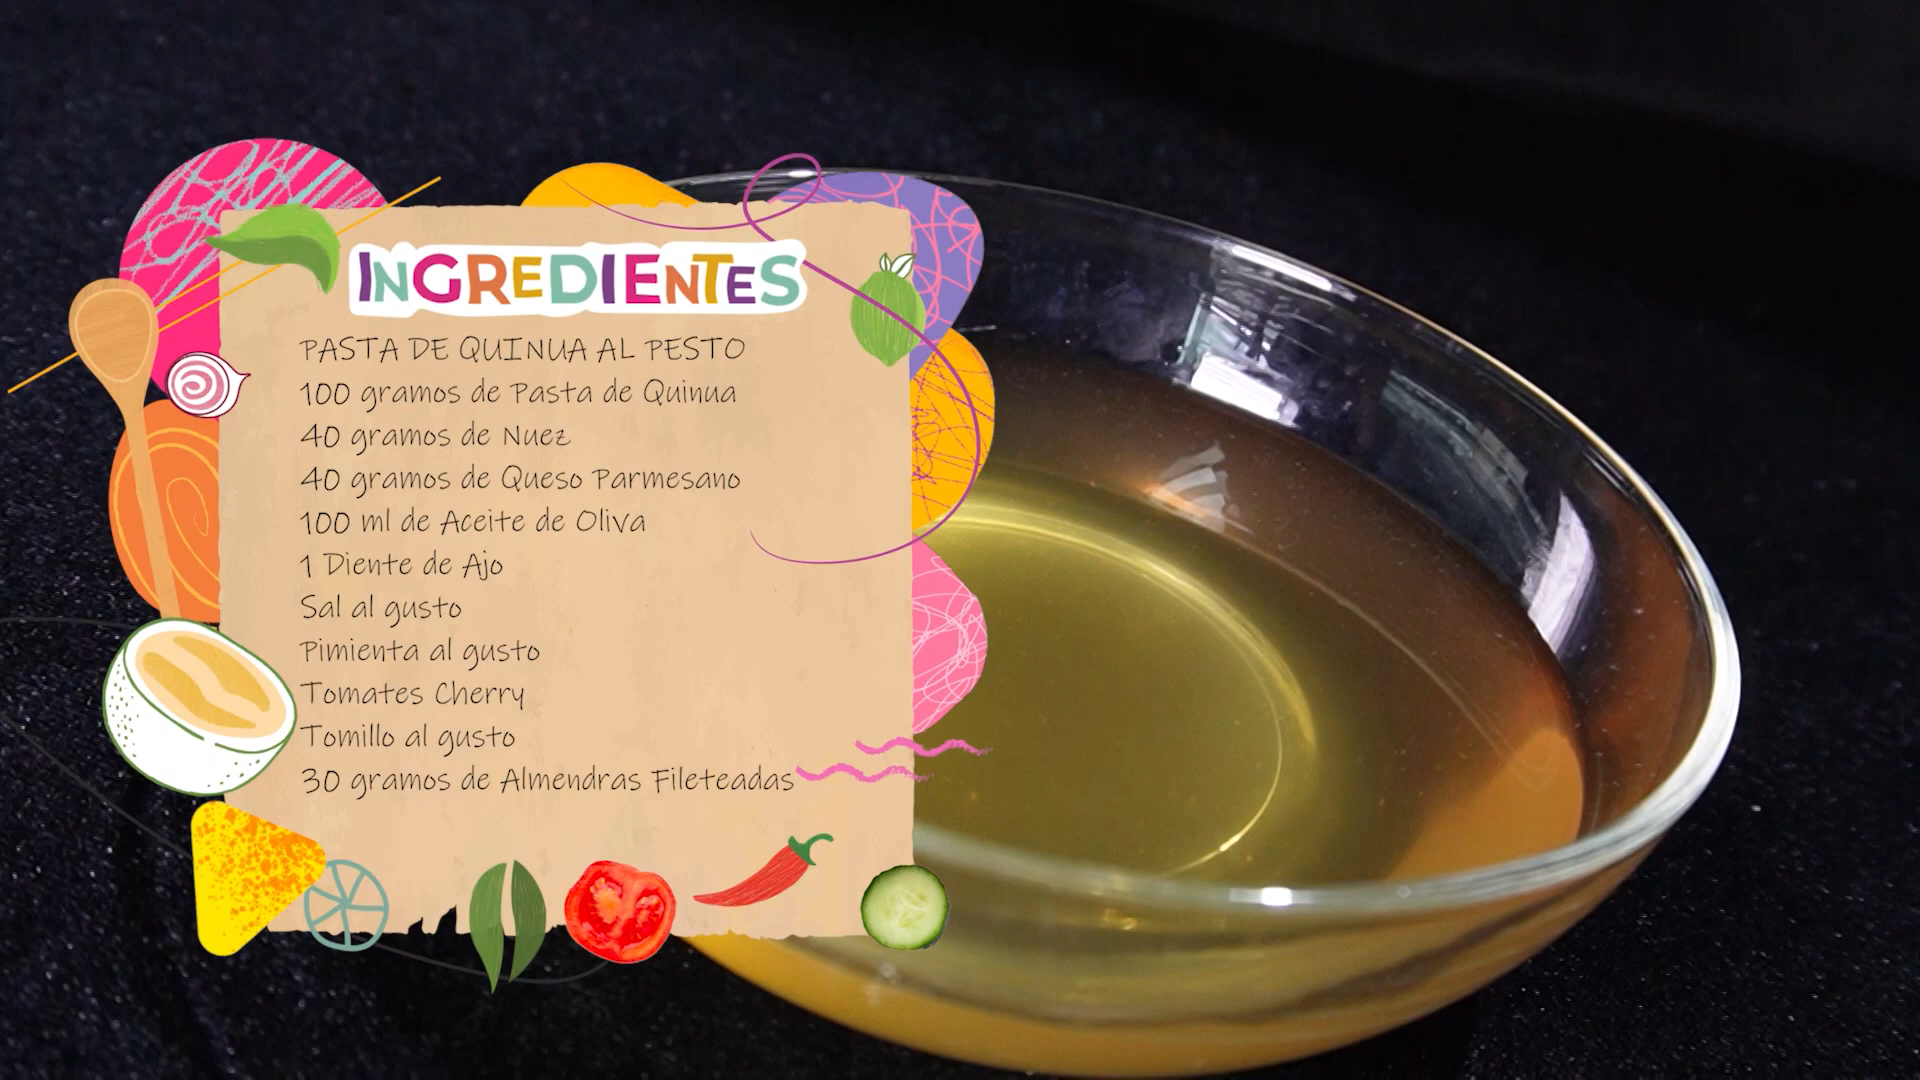 INGREDIENTES
PASTA DE QUINUA AL PESTO
100 gramos de Pasta de Quinua
40 gramos de Nuez
40 gramos de Queso Parmesano
100 ml de Aceite de Oliva
1 Diente de Ajo
Sal al gusto
Pimienta al gusto
Tomates Cherry
Tomillo al gusto
30 gramos de Almendras Fileteadas